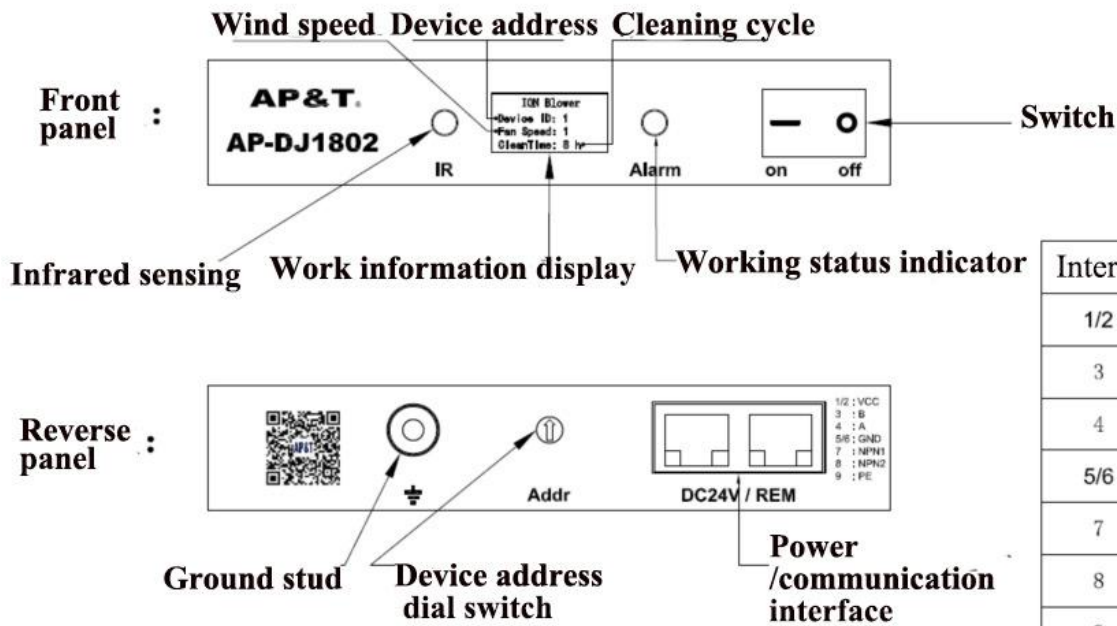 Wind speed Device address Cleaning cycle
Front
panel :
AP&T.
AP-DJ1802
IR
ION Blower
Device ID: 1
Fan Speed: 1
CleanTime: 8 h
Alarm
on off
Switch
Infrared sensing
Work information display
Working status indicator
Inter
1/2
3
4
5/6
7
8
Reverse
panel :
AP&T
Addr
DC24V / REM
1/2 : VCC
3 : B
4 : A
5/6 : GND
7 : NPN1
8 : NPN2
9 : PE
Ground stud
Device address
dial switch
Power
/communication
interface